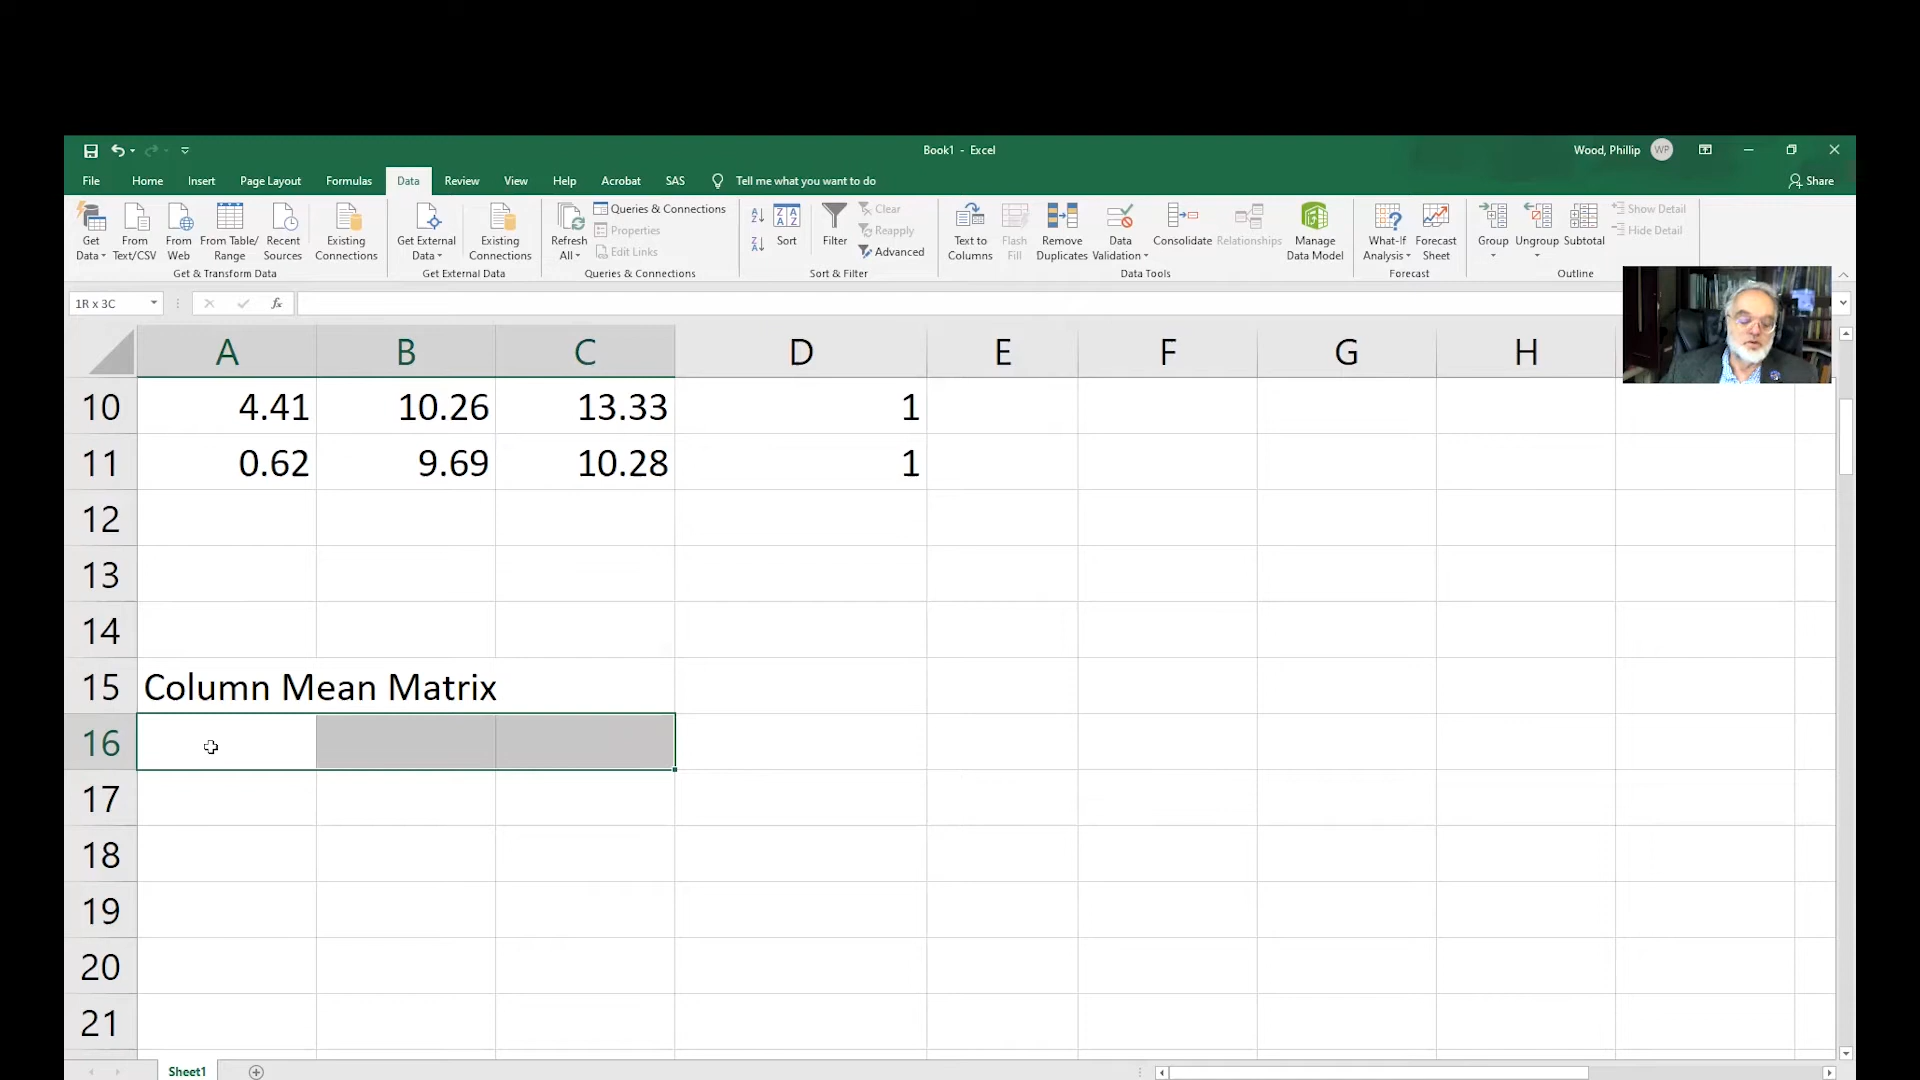 Book1 - Excel
Wood, Phillip WP
File Home Insert Page Layout Formulas Data Review View Help Acrobat SAS Tell me what you want to do Share
Get Data
From Text/CSV
From Web
From Table/ Range
Recent Sources
Existing Connections
Get & Transform Data
Get External Data
Existing Connections
Get External Data
Refresh All
Queries & Connections
Properties
Edit Links
Queries & Connections
Sort
Filter
Clear
Reapply
Advanced
Sort & Filter
Text to Columns
Flash Fill
Remove Duplicates
Data Validation
Consolidate
Relationships
Manage Data Model
Data Tools
What-If Analysis
Forecast Sheet
Forecast
Group
Ungroup
Subtotal
Show Detail
Hide Detail
Outline
1R x 3C fx
A B C D E F G H
10 4.41 10.26 13.33 1
11 0.62 9.69 10.28 1
12
13
14
15 Column Mean Matrix
16
17
18
19
20
21
Sheet1